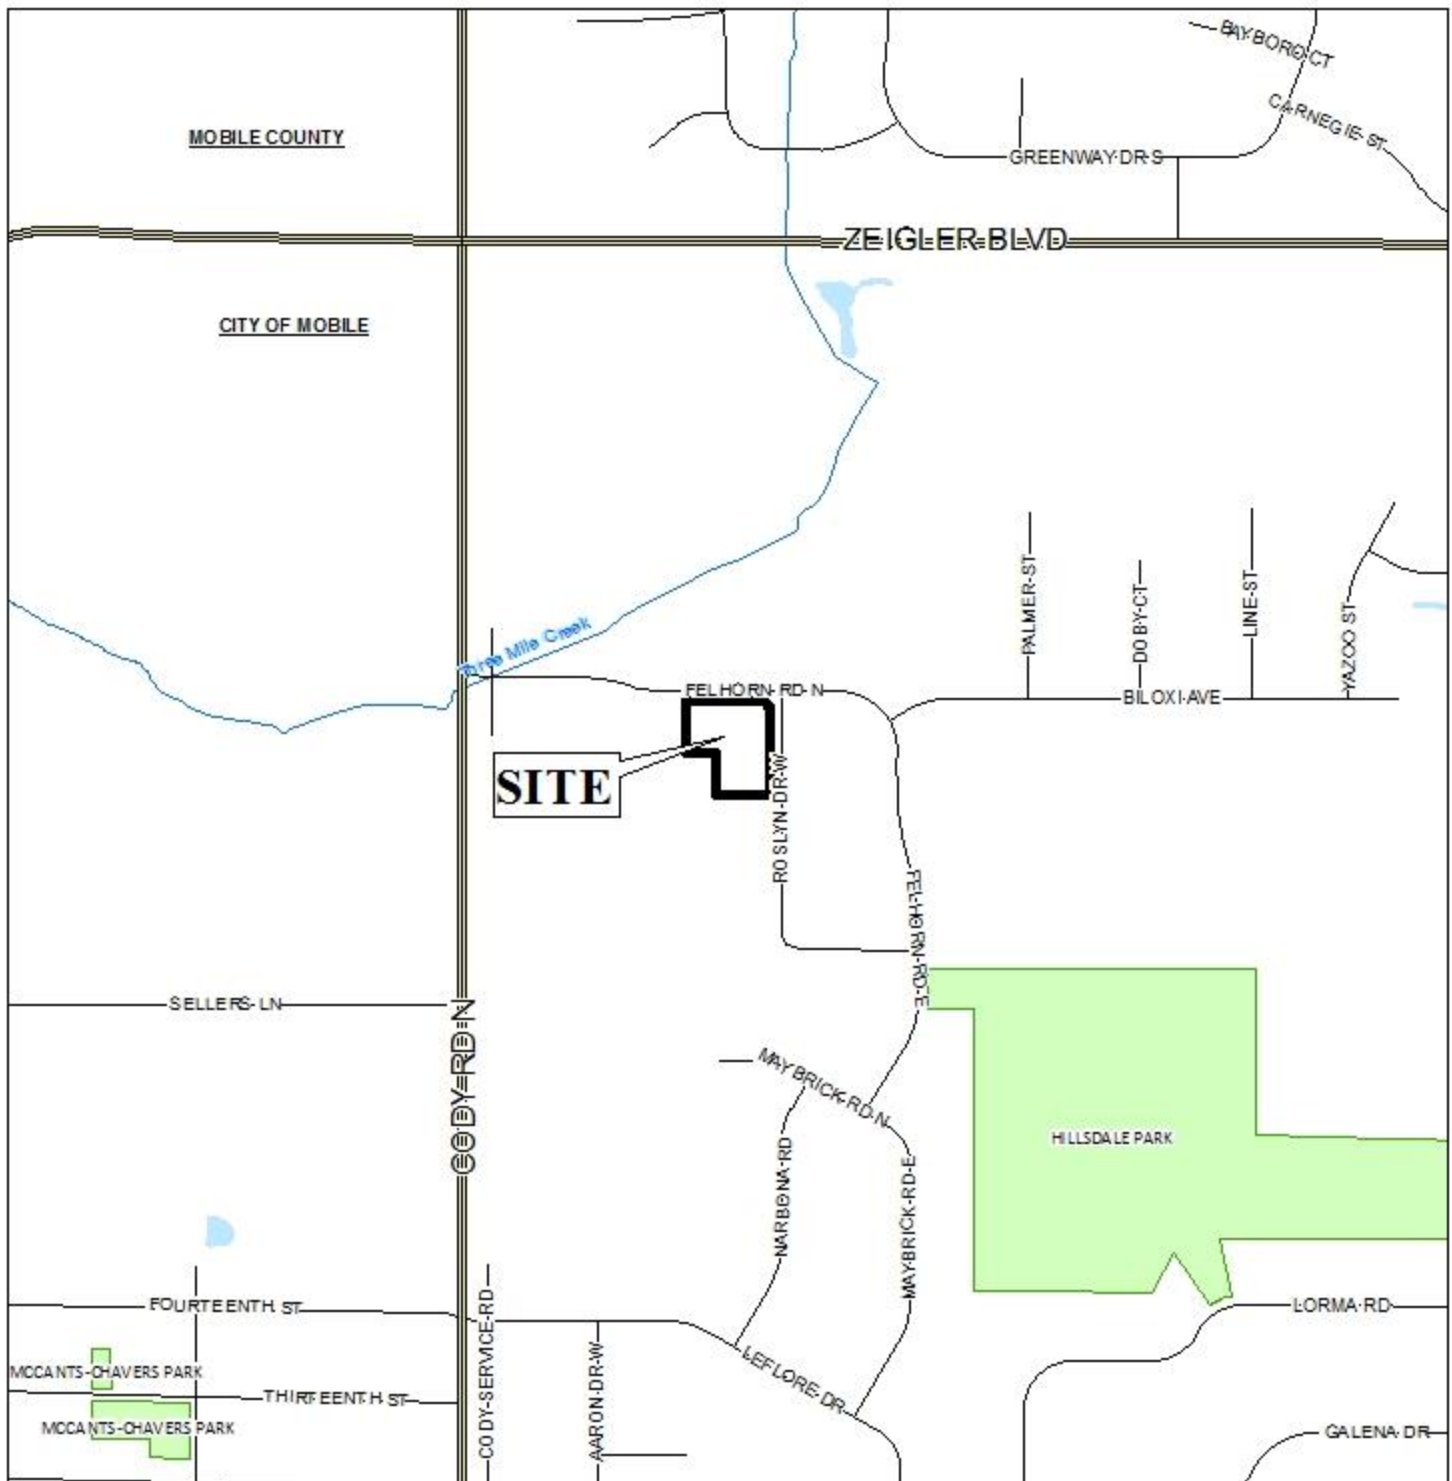 BAYBORO CT
CARNEGIE ST
MOBILE COUNTY
GREENWAY DR S
ZEIGLER BLVD
CITY OF MOBILE
PALMER ST
DOBY CT
LINE ST
YAZOO ST
Three Mile Creek
FELHORN RD N
BILOXI AVE
SITE
ROSLYN DR W
FELHORN RD E
SELLERS LN
CODY RD N
MAYBRICK RD N
HILLSDALE PARK
NARBONA RD
MAYBRICK RD E
FOURTEENTH ST
LORMA RD
CODY SERVICE RD
MCCANTS-CHAVERS PARK
AARON DR W
LEFLORE DR
THIRTEENTH ST
MCCANTS-CHAVERS PARK
GALENA DR